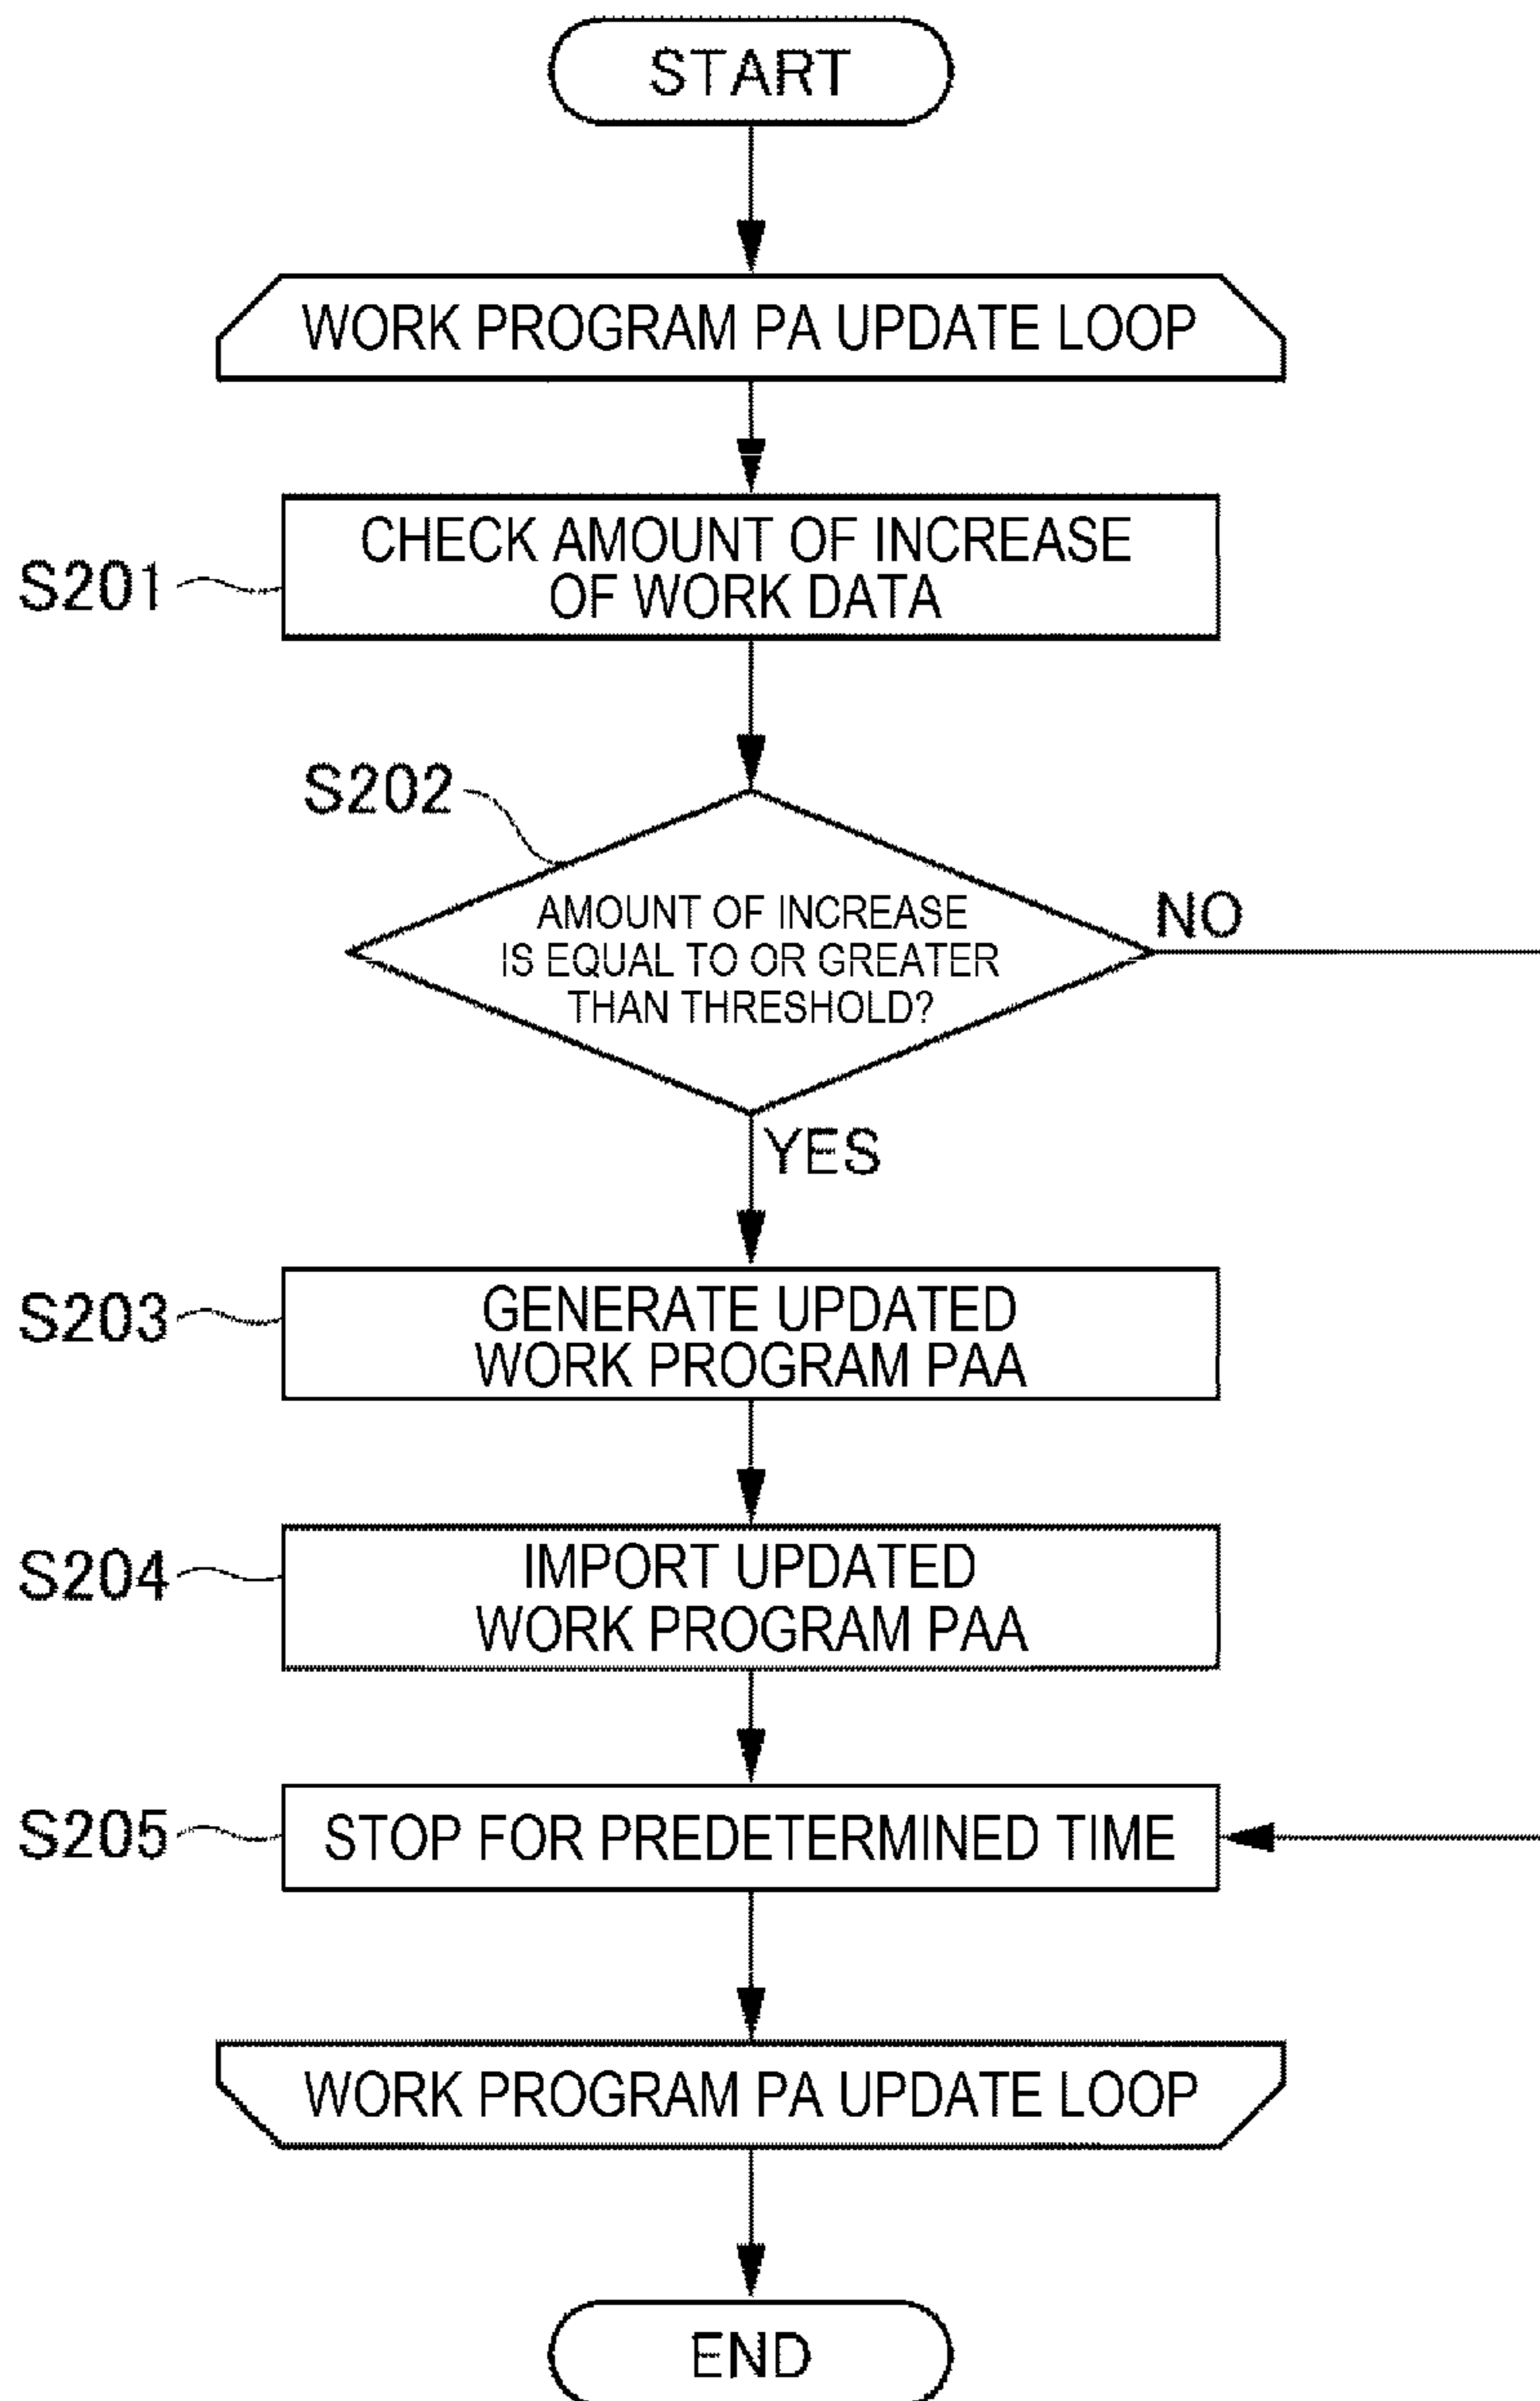 START
WORK PROGRAM PA UPDATE LOOP
CHECK AMOUNT OF INCREASE
OF WORK DATA
S201
S202
AMOUNT OF INCREASE
IS EQUAL TO OR GREATER
THAN THRESHOLD?
NO
YES
S203
GENERATE UPDATED
WORK PROGRAM PAA
S204
IMPORT UPDATED
WORK PROGRAM PAA
S205
STOP FOR PREDETERMINED TIME
WORK PROGRAM PA UPDATE LOOP
END